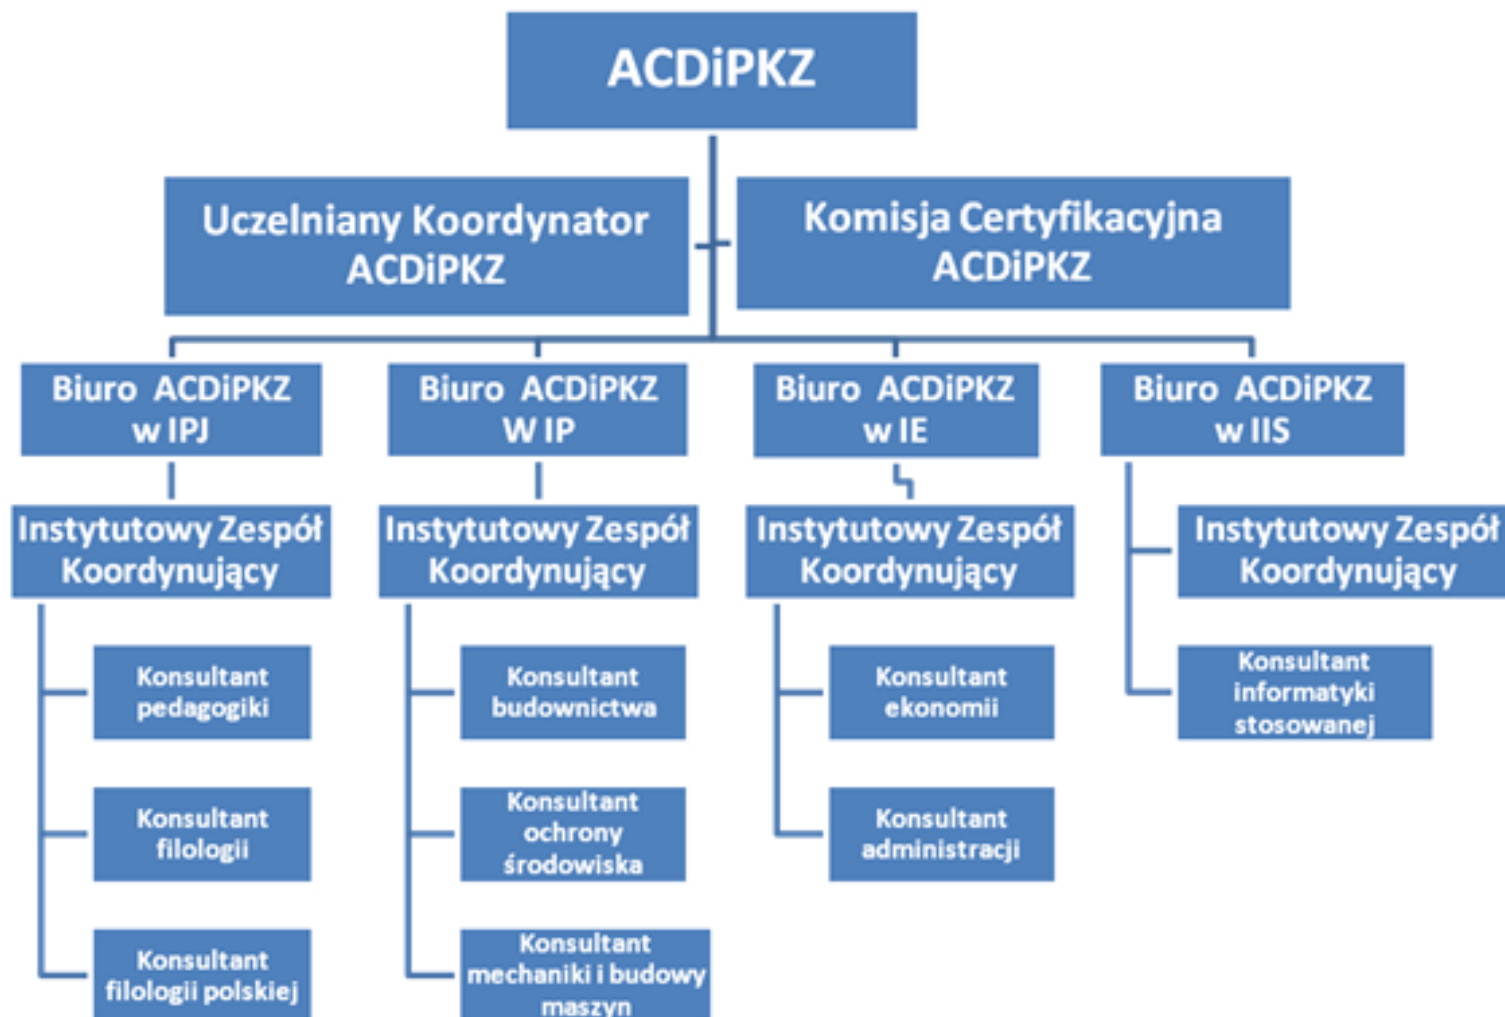 ACDiPKZ
Uczelniany Koordynator
ACDiPKZ
Komisja Certyfikacyjna
ACDiPKZ
Biuro ACDiPKZ
w IPJ
Biuro ACDiPKZ
W IP
Biuro ACDiPKZ
w IE
Biuro ACDiPKZ
w IIS
Instytutowy Zespół
Koordynujący
Instytutowy Zespół
Koordynujący
Instytutowy Zespół
Koordynujący
Instytutowy Zespół
Koordynujący
Konsultant
pedagogiki
Konsultant
budownictwa
Konsultant
ekonomii
Konsultant
informatyki
stosowanej
Konsultant
filologii
Konsultant
ochrony
środowiska
Konsultant
administracji
Konsultant
filologii polskiej
Konsultant
mechaniki i budowy
maszyn